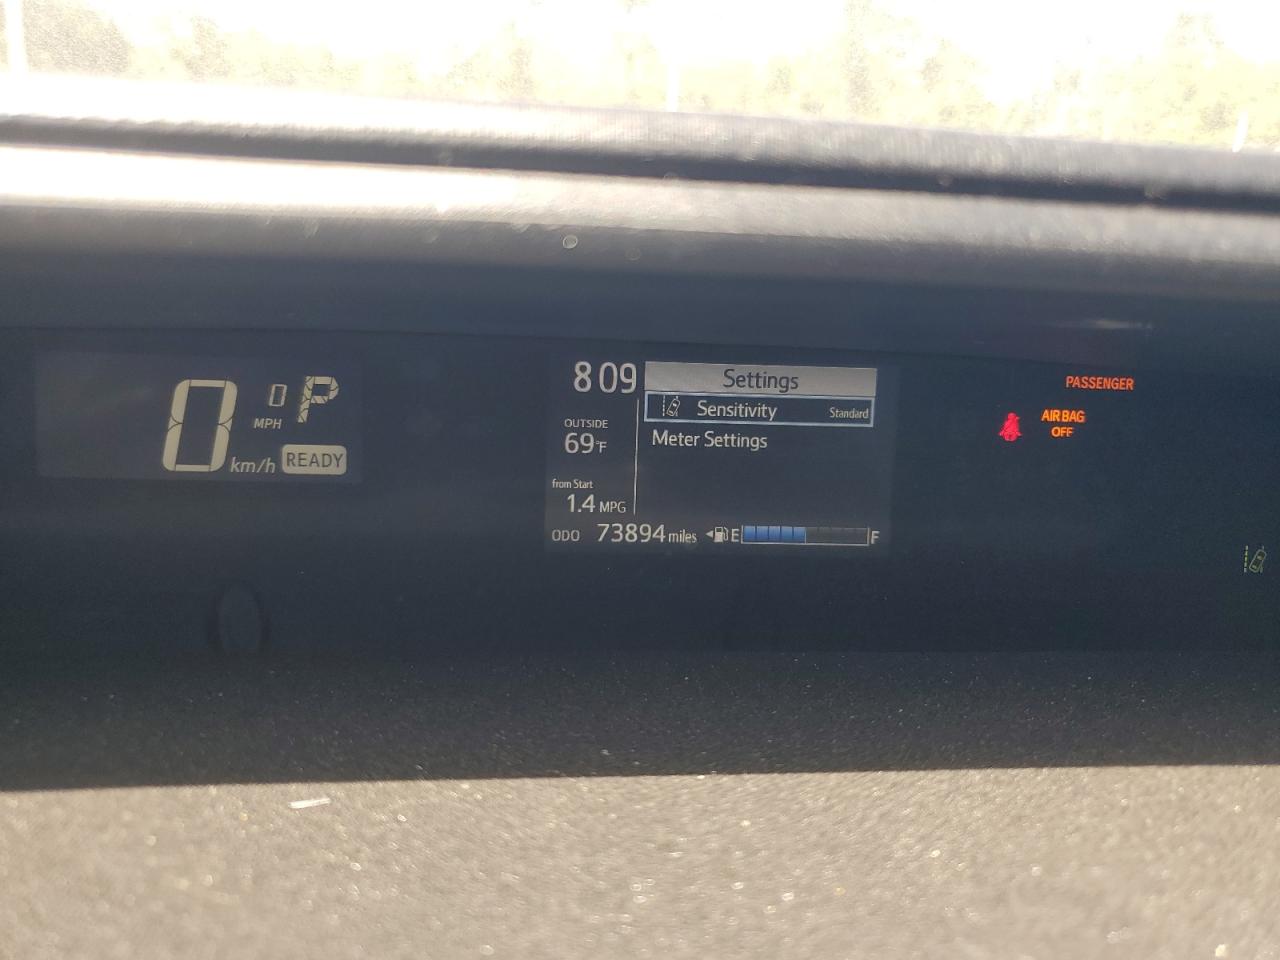 0 km/h
0 MPH
P
READY
8 09
OUTSIDE
69°F
from Start
1.4 MPG
Settings
Sensitivity Standard
Meter Settings
ODO 73894 miles E F
PASSENGER
AIR BAG
OFF